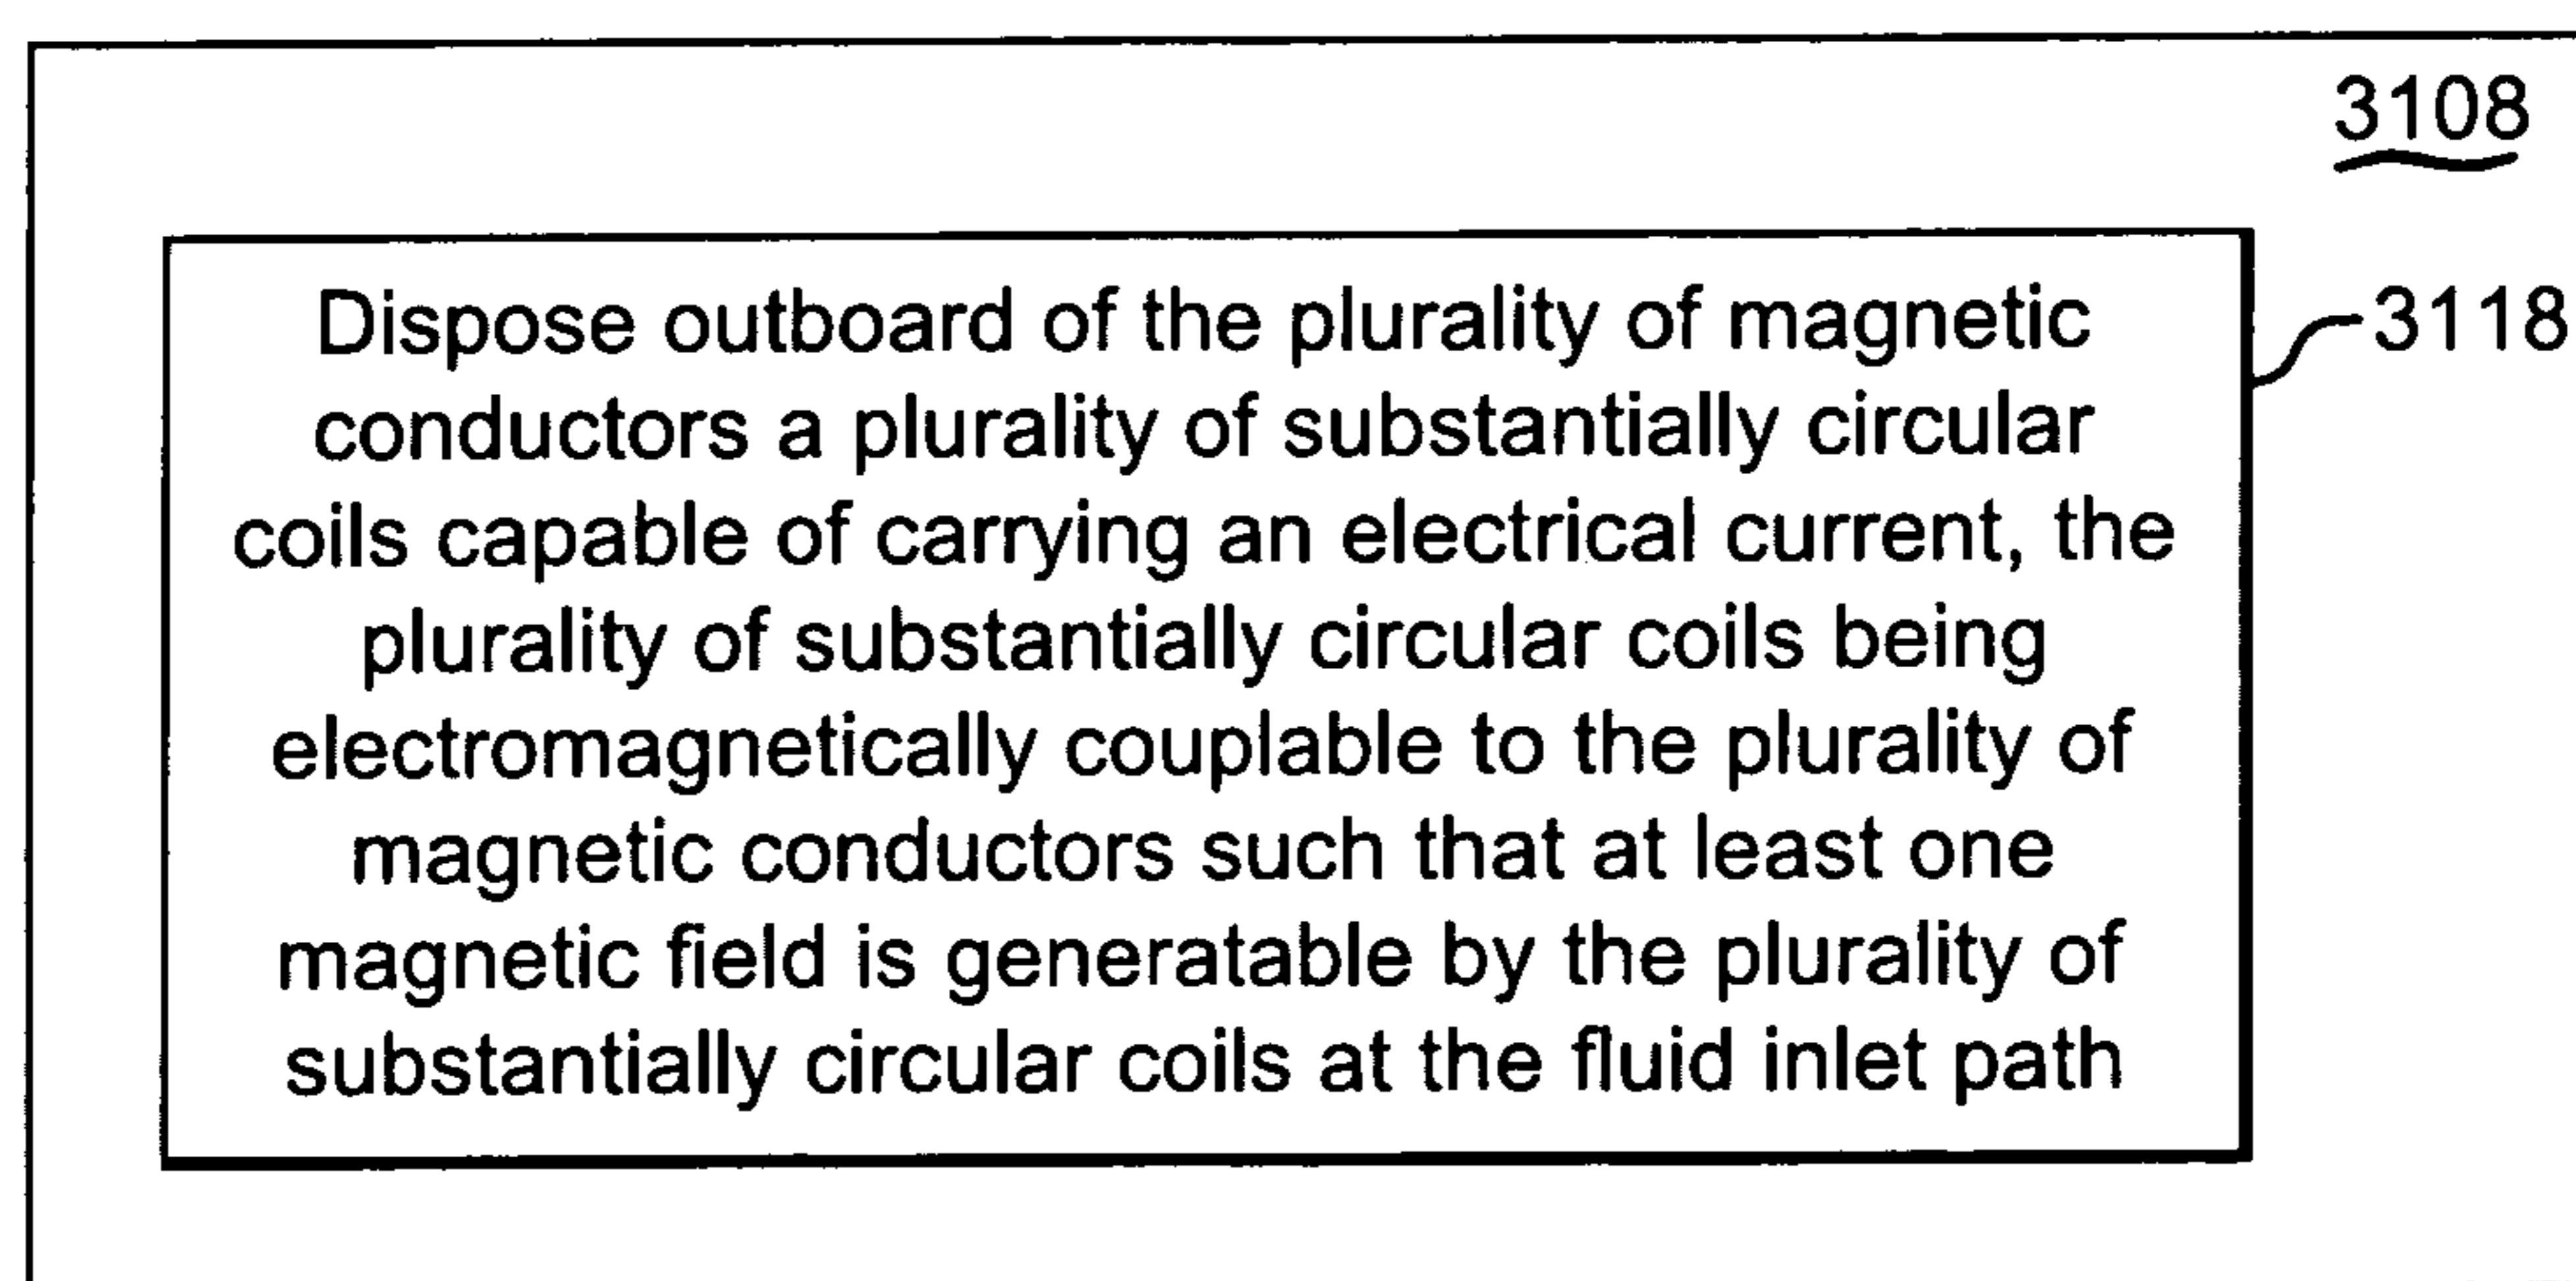 3108
Dispose outboard of the plurality of magnetic
conductors a plurality of substantially circular
coils capable of carrying an electrical current, the
plurality of substantially circular coils being
electromagnetically couplable to the plurality of
magnetic conductors such that at least one
magnetic field is generatable by the plurality of
substantially circular coils at the fluid inlet path
3118